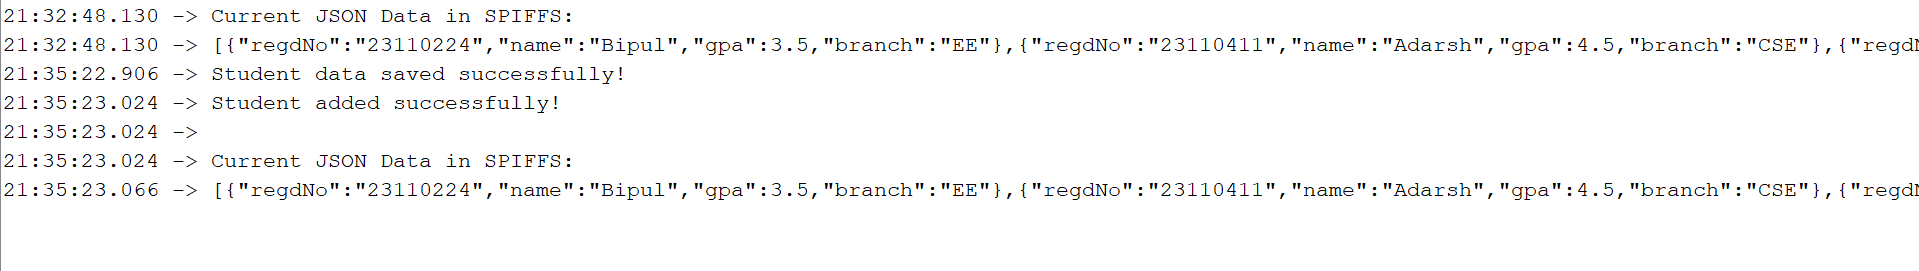 21:32:48.130 -> Current JSON Data in SPIFFS:
21:32:48.130 -> [{"regdNo":"23110224","name":"Bipul","gpa":3.5,"branch":"EE"},{"regdNo":"23110411","name":"Adarsh","gpa":4.5,"branch":"CSE"},{"regdN
21:35:22.906 -> Student data saved successfully!
21:35:23.024 -> Student added successfully!
21:35:23.024 ->
21:35:23.024 -> Current JSON Data in SPIFFS:
21:35:23.066 -> [{"regdNo":"23110224","name":"Bipul","gpa":3.5,"branch":"EE"},{"regdNo":"23110411","name":"Adarsh","gpa":4.5,"branch":"CSE"},{"regdN